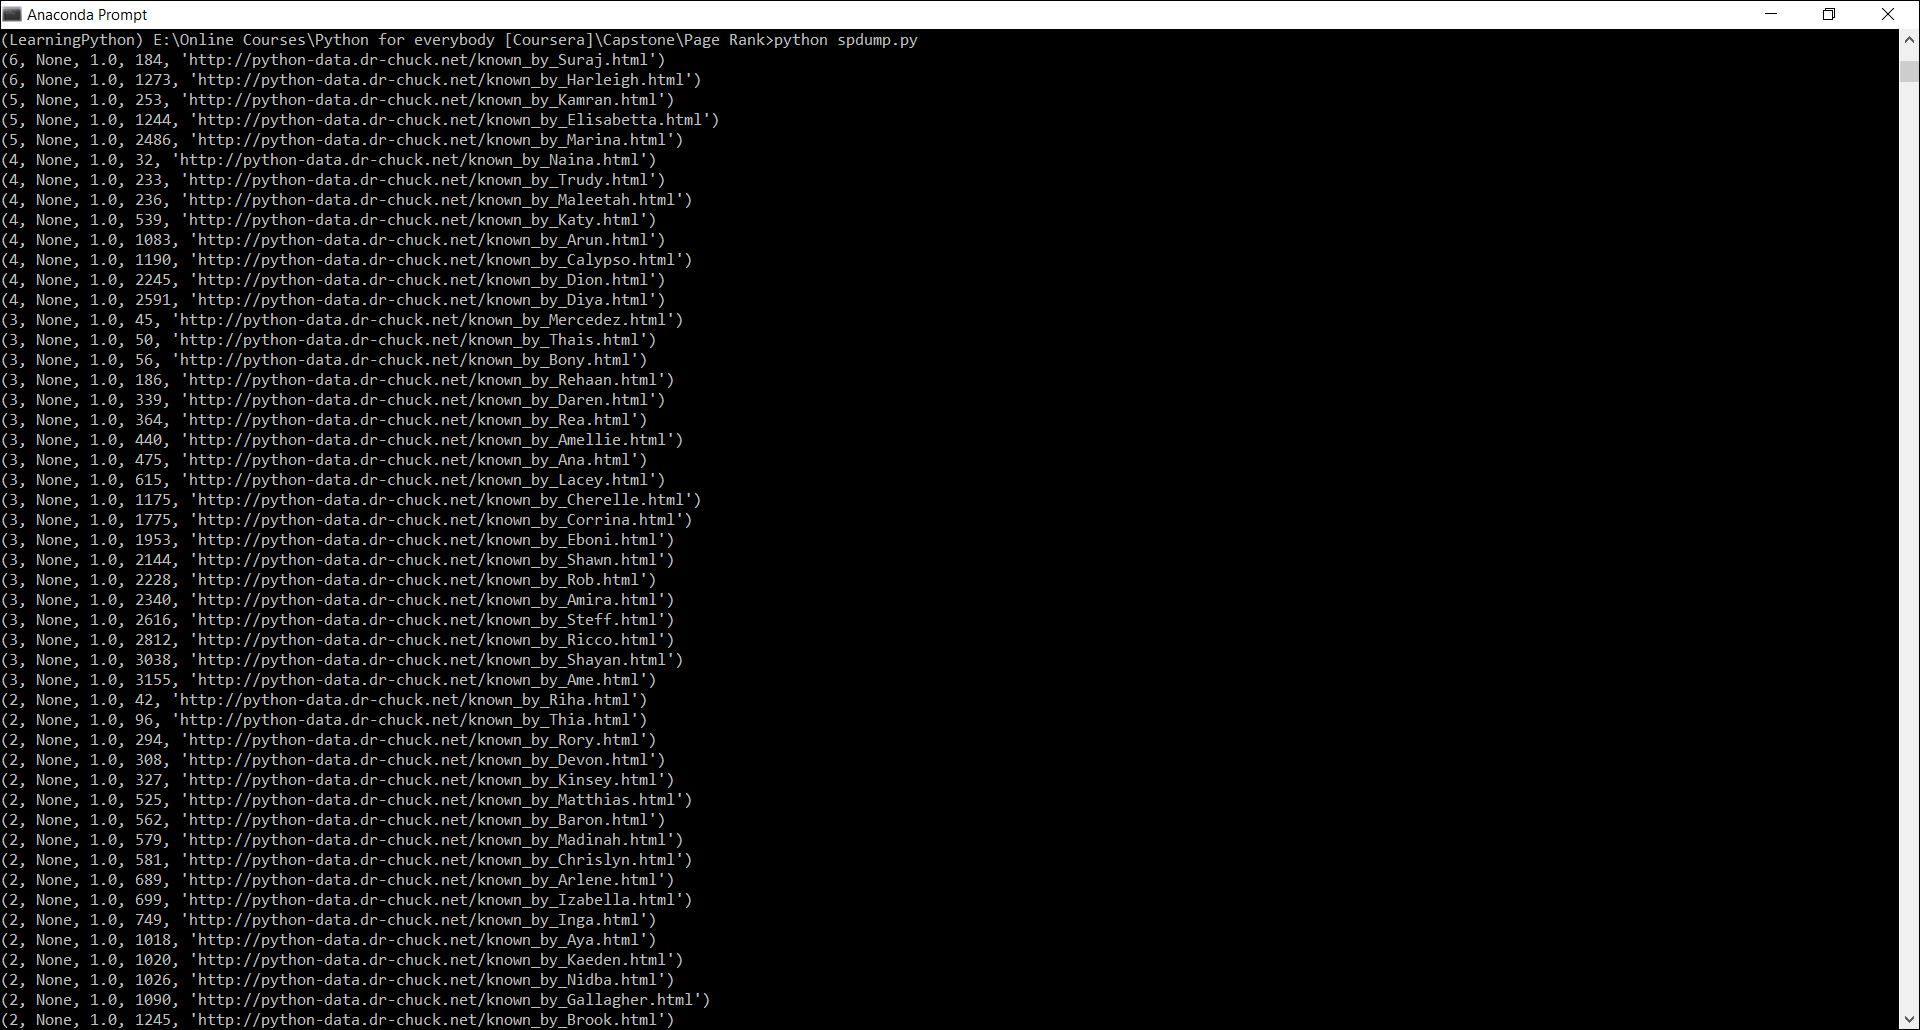 Anaconda Prompt
(LearningPython) E:\Online Courses\Python for everybody [Coursera]\Capstone\Page Rank>python spdump.py
(6, None, 1.0, 184, 'http://python-data.dr-chuck.net/known_by_Suraj.html')
(6, None, 1.0, 1273, 'http://python-data.dr-chuck.net/known_by_Harleigh.html')
(5, None, 1.0, 253, 'http://python-data.dr-chuck.net/known_by_Kamran.html')
(5, None, 1.0, 1244, 'http://python-data.dr-chuck.net/known_by_Elisabetta.html')
(5, None, 1.0, 2486, 'http://python-data.dr-chuck.net/known_by_Marina.html')
(4, None, 1.0, 32, 'http://python-data.dr-chuck.net/known_by_Naina.html')
(4, None, 1.0, 233, 'http://python-data.dr-chuck.net/known_by_Trudy.html')
(4, None, 1.0, 236, 'http://python-data.dr-chuck.net/known_by_Maleetah.html')
(4, None, 1.0, 539, 'http://python-data.dr-chuck.net/known_by_Katy.html')
(4, None, 1.0, 1083, 'http://python-data.dr-chuck.net/known_by_Arun.html')
(4, None, 1.0, 1190, 'http://python-data.dr-chuck.net/known_by_Calypso.html')
(4, None, 1.0, 2245, 'http://python-data.dr-chuck.net/known_by_Dion.html')
(4, None, 1.0, 2591, 'http://python-data.dr-chuck.net/known_by_Diya.html')
(3, None, 1.0, 45, 'http://python-data.dr-chuck.net/known_by_Mercedez.html')
(3, None, 1.0, 50, 'http://python-data.dr-chuck.net/known_by_Thais.html')
(3, None, 1.0, 56, 'http://python-data.dr-chuck.net/known_by_Bony.html')
(3, None, 1.0, 186, 'http://python-data.dr-chuck.net/known_by_Rehaan.html')
(3, None, 1.0, 339, 'http://python-data.dr-chuck.net/known_by_Daren.html')
(3, None, 1.0, 364, 'http://python-data.dr-chuck.net/known_by_Rea.html')
(3, None, 1.0, 440, 'http://python-data.dr-chuck.net/known_by_Amellie.html')
(3, None, 1.0, 475, 'http://python-data.dr-chuck.net/known_by_Ana.html')
(3, None, 1.0, 615, 'http://python-data.dr-chuck.net/known_by_Lacey.html')
(3, None, 1.0, 1175, 'http://python-data.dr-chuck.net/known_by_Cherelle.html')
(3, None, 1.0, 1775, 'http://python-data.dr-chuck.net/known_by_Corrina.html')
(3, None, 1.0, 1953, 'http://python-data.dr-chuck.net/known_by_Eboni.html')
(3, None, 1.0, 2144, 'http://python-data.dr-chuck.net/known_by_Shawn.html')
(3, None, 1.0, 2228, 'http://python-data.dr-chuck.net/known_by_Rob.html')
(3, None, 1.0, 2340, 'http://python-data.dr-chuck.net/known_by_Amira.html')
(3, None, 1.0, 2616, 'http://python-data.dr-chuck.net/known_by_Steff.html')
(3, None, 1.0, 2812, 'http://python-data.dr-chuck.net/known_by_Ricco.html')
(3, None, 1.0, 3038, 'http://python-data.dr-chuck.net/known_by_Shayan.html')
(3, None, 1.0, 3155, 'http://python-data.dr-chuck.net/known_by_Ame.html')
(2, None, 1.0, 42, 'http://python-data.dr-chuck.net/known_by_Riha.html')
(2, None, 1.0, 96, 'http://python-data.dr-chuck.net/known_by_Thia.html')
(2, None, 1.0, 294, 'http://python-data.dr-chuck.net/known_by_Rory.html')
(2, None, 1.0, 308, 'http://python-data.dr-chuck.net/known_by_Devon.html')
(2, None, 1.0, 327, 'http://python-data.dr-chuck.net/known_by_Kinsey.html')
(2, None, 1.0, 525, 'http://python-data.dr-chuck.net/known_by_Matthias.html')
(2, None, 1.0, 562, 'http://python-data.dr-chuck.net/known_by_Baron.html')
(2, None, 1.0, 579, 'http://python-data.dr-chuck.net/known_by_Madinah.html')
(2, None, 1.0, 581, 'http://python-data.dr-chuck.net/known_by_Chrislyn.html')
(2, None, 1.0, 689, 'http://python-data.dr-chuck.net/known_by_Arlene.html')
(2, None, 1.0, 699, 'http://python-data.dr-chuck.net/known_by_Izabella.html')
(2, None, 1.0, 749, 'http://python-data.dr-chuck.net/known_by_Inga.html')
(2, None, 1.0, 1018, 'http://python-data.dr-chuck.net/known_by_Aya.html')
(2, None, 1.0, 1020, 'http://python-data.dr-chuck.net/known_by_Kaeden.html')
(2, None, 1.0, 1026, 'http://python-data.dr-chuck.net/known_by_Nidba.html')
(2, None, 1.0, 1090, 'http://python-data.dr-chuck.net/known_by_Gallagher.html')
(2, None, 1.0, 1245, 'http://python-data.dr-chuck.net/known_by_Brook.html')